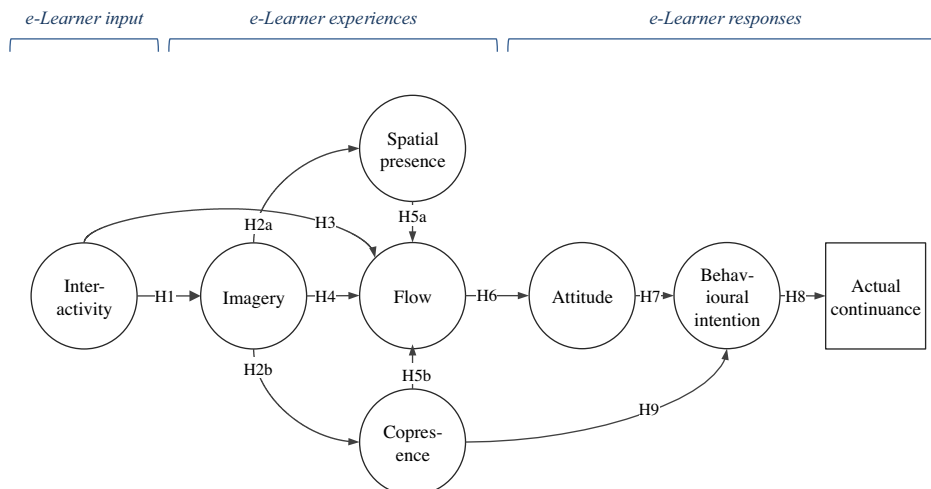 e-Learner input
e-Learner experiences
e-Learner responses
Spatial
presence
H2a
H3
H5a
Inter-
activity
H1
Imagery
H4
Flow
H6
Attitude
H7
Behav-
ioural
intention
H8
Actual
continuance
H2b
H5b
H9
Copres-
ence